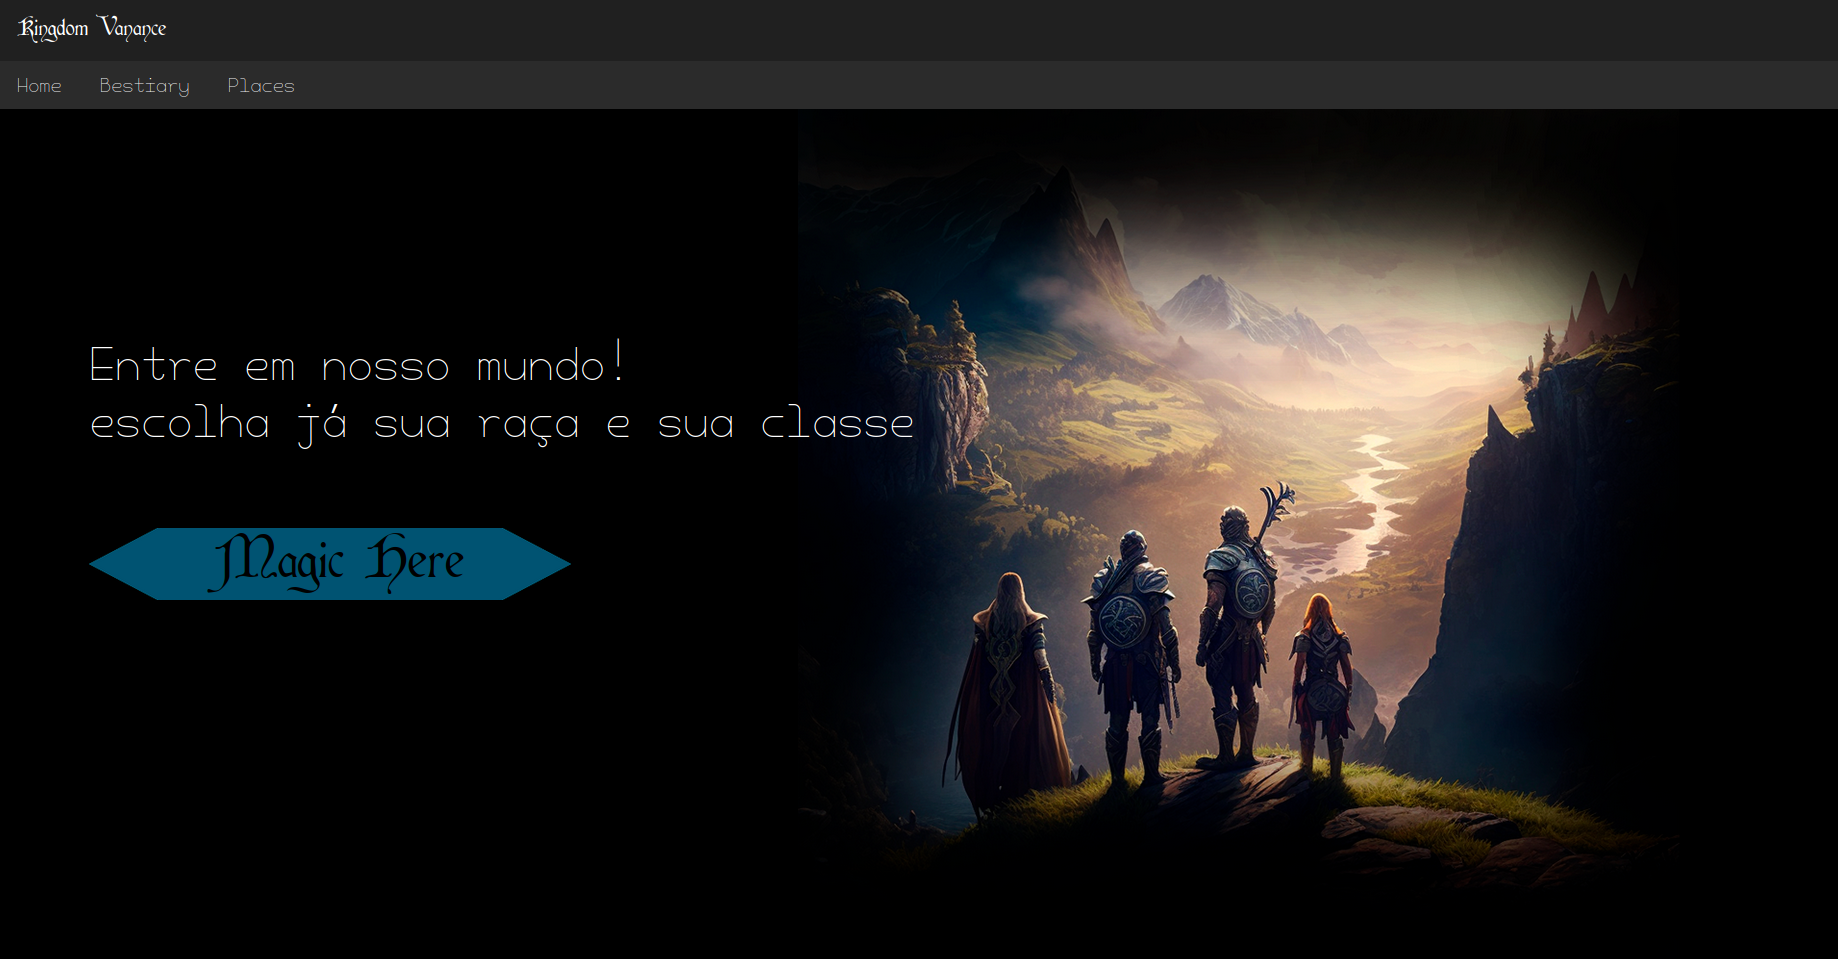 Kingdom Vanance
Home Bestiary Places
Entre em nosso mundo!
escolha já sua raça e sua classe
Magic Here